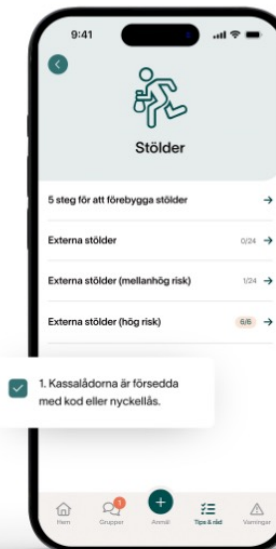 9:41
Stölder
5 steg för att förebygga stölder
Externa stölder 0/24
Externa stölder (mellanhög risk) 1/24
Externa stölder (hög risk) 6/6
1. Kassalådorna är försedda
med kod eller nyckellås.
1
Hem Grupper Anmäl Tips & råd Varningar